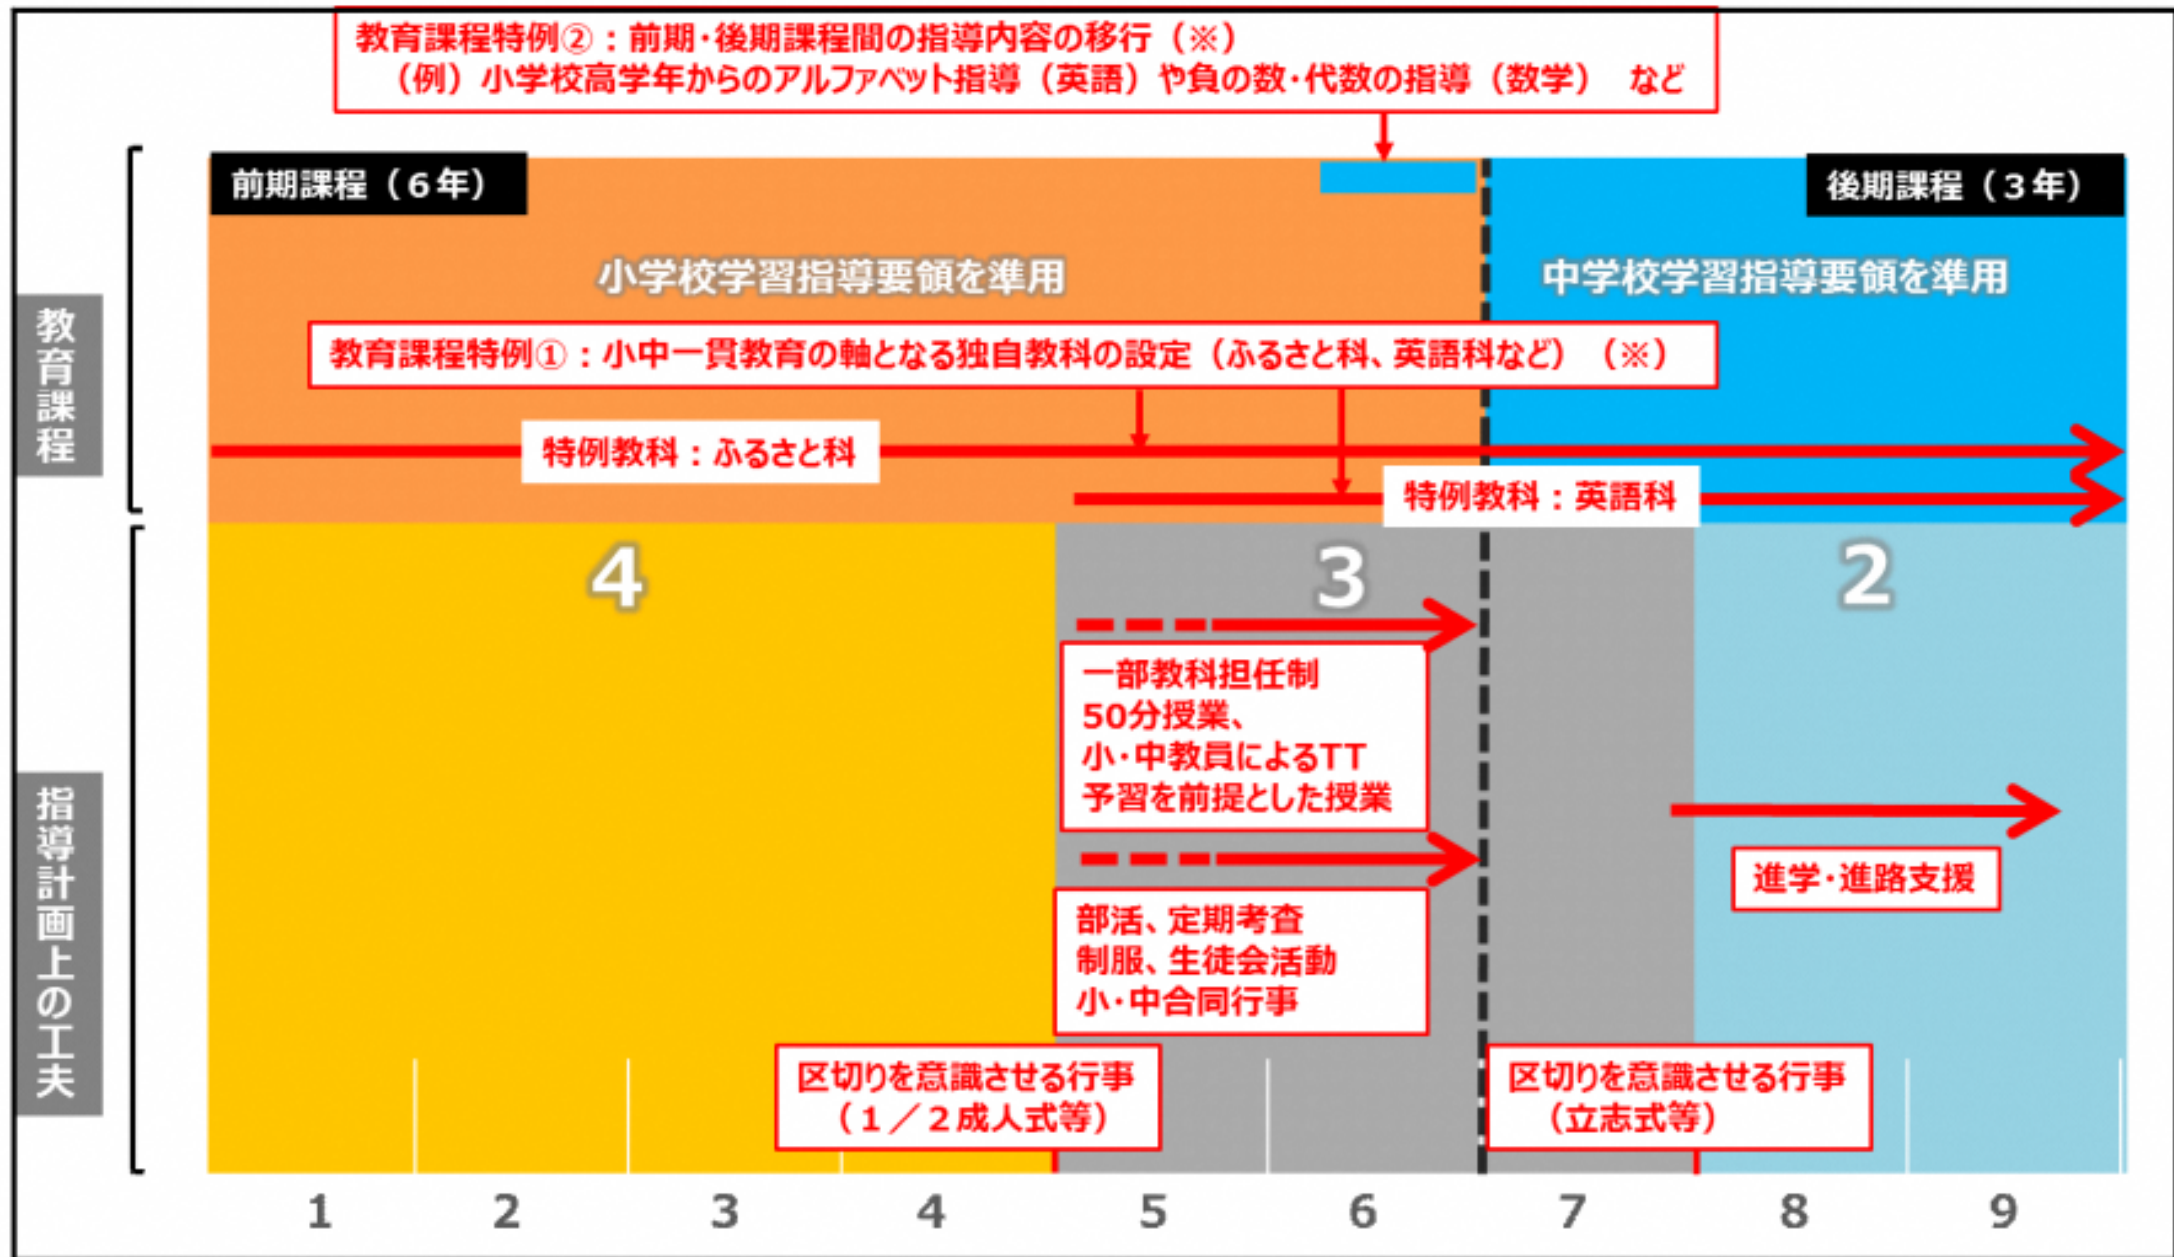 教育課程特例②：前期･後期課程間の指導内容の移行（※）
（例）小学校高学年からのアルファベット指導（英語）や負の数･代数の指導（数学）　など
前期課程（６年）
後期課程（３年）
小学校学習指導要領を準用
中学校学習指導要領を準用
教育課程
教育課程特例①：小中一貫教育の軸となる独自教科の設定（ふるさと科、英語科など）（※）
特例教科：ふるさと科
特例教科：英語科
4
3
2
指導計画上の工夫
一部教科担任制
50分授業、
小･中教員によるTT
予習を前提とした授業
進学･進路支援
部活、定期考査
制服、生徒会活動
小･中合同行事
区切りを意識させる行事
（１／２成人式等）
区切りを意識させる行事
（立志式等）
1 2 3 4 5 6 7 8 9